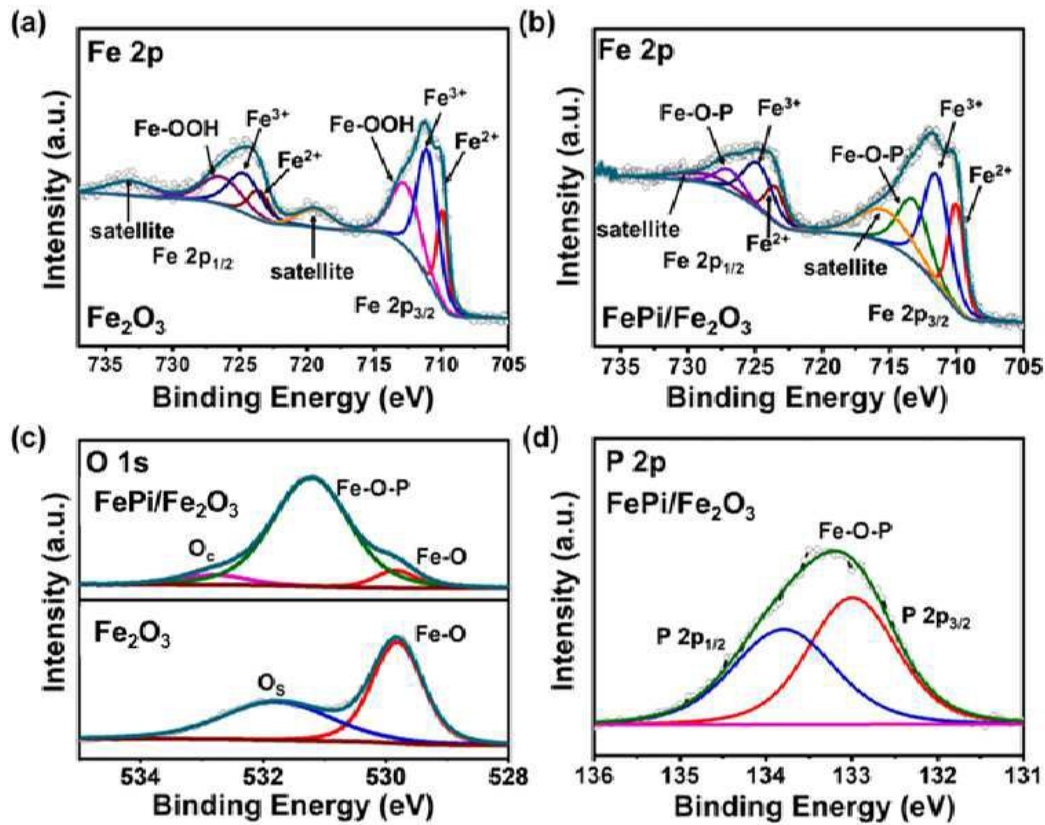 (a)
Fe 2p
Fe-OOH
Fe³⁺
Fe²⁺
Fe-OOH
Fe³⁺
Fe²⁺
satellite
Fe 2p₁/₂
satellite
Fe 2p₃/₂
Fe₂O₃
Intensity (a.u.)
735 730 725 720 715 710 705
Binding Energy (eV)
(b)
Fe 2p
Fe-O-P
Fe³⁺
Fe-O-P
Fe³⁺
Fe²⁺
satellite
Fe²⁺
Fe 2p₁/₂
satellite
Fe 2p₃/₂
FePi/Fe₂O₃
Intensity (a.u.)
735 730 725 720 715 710 705
Binding Energy (eV)
(c)
O 1s
FePi/Fe₂O₃
Fe-O-P
O꜀
Fe-O
Fe₂O₃
Fe-O
Oₛ
Intensity (a.u.)
534 532 530 528
Binding Energy (eV)
(d)
P 2p
FePi/Fe₂O₃
Fe-O-P
P 2p₁/₂
P 2p₃/₂
Intensity (a.u.)
136 135 134 133 132 131
Binding Energy (eV)